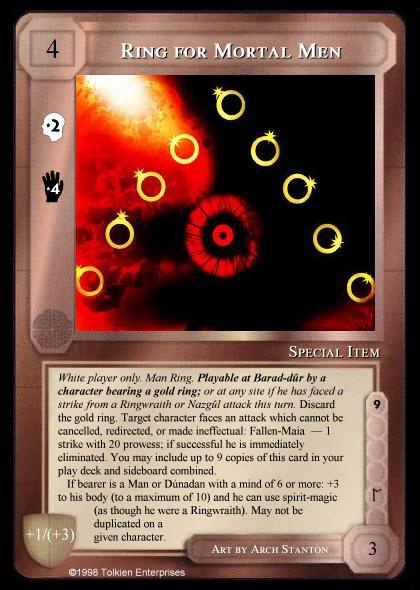 4
RING FOR MORTAL MEN
2
4
SPECIAL ITEM
White player only. Man Ring. Playable at Barad-dûr by a
character bearing a gold ring; or at any site if he has faced a
strike from a Ringwraith or Nazgûl attack this turn. Discard
the gold ring. Target character faces an attack which cannot be
cancelled, redirected, or made ineffectual: Fallen-Maia — 1
strike with 20 prowess; if successful he is immediately
eliminated. You may include up to 9 copies of this card in your
play deck and sideboard combined.
If bearer is a Man or Dúnadan with a mind of 6 or more: +3
to his body (to a maximum of 10) and he can use spirit-magic
(as though he were a Ringwraith). May not be
duplicated on a
given character.
9
+1/(+3)
ART BY ARCH STANTON
3
©1998 Tolkien Enterprises